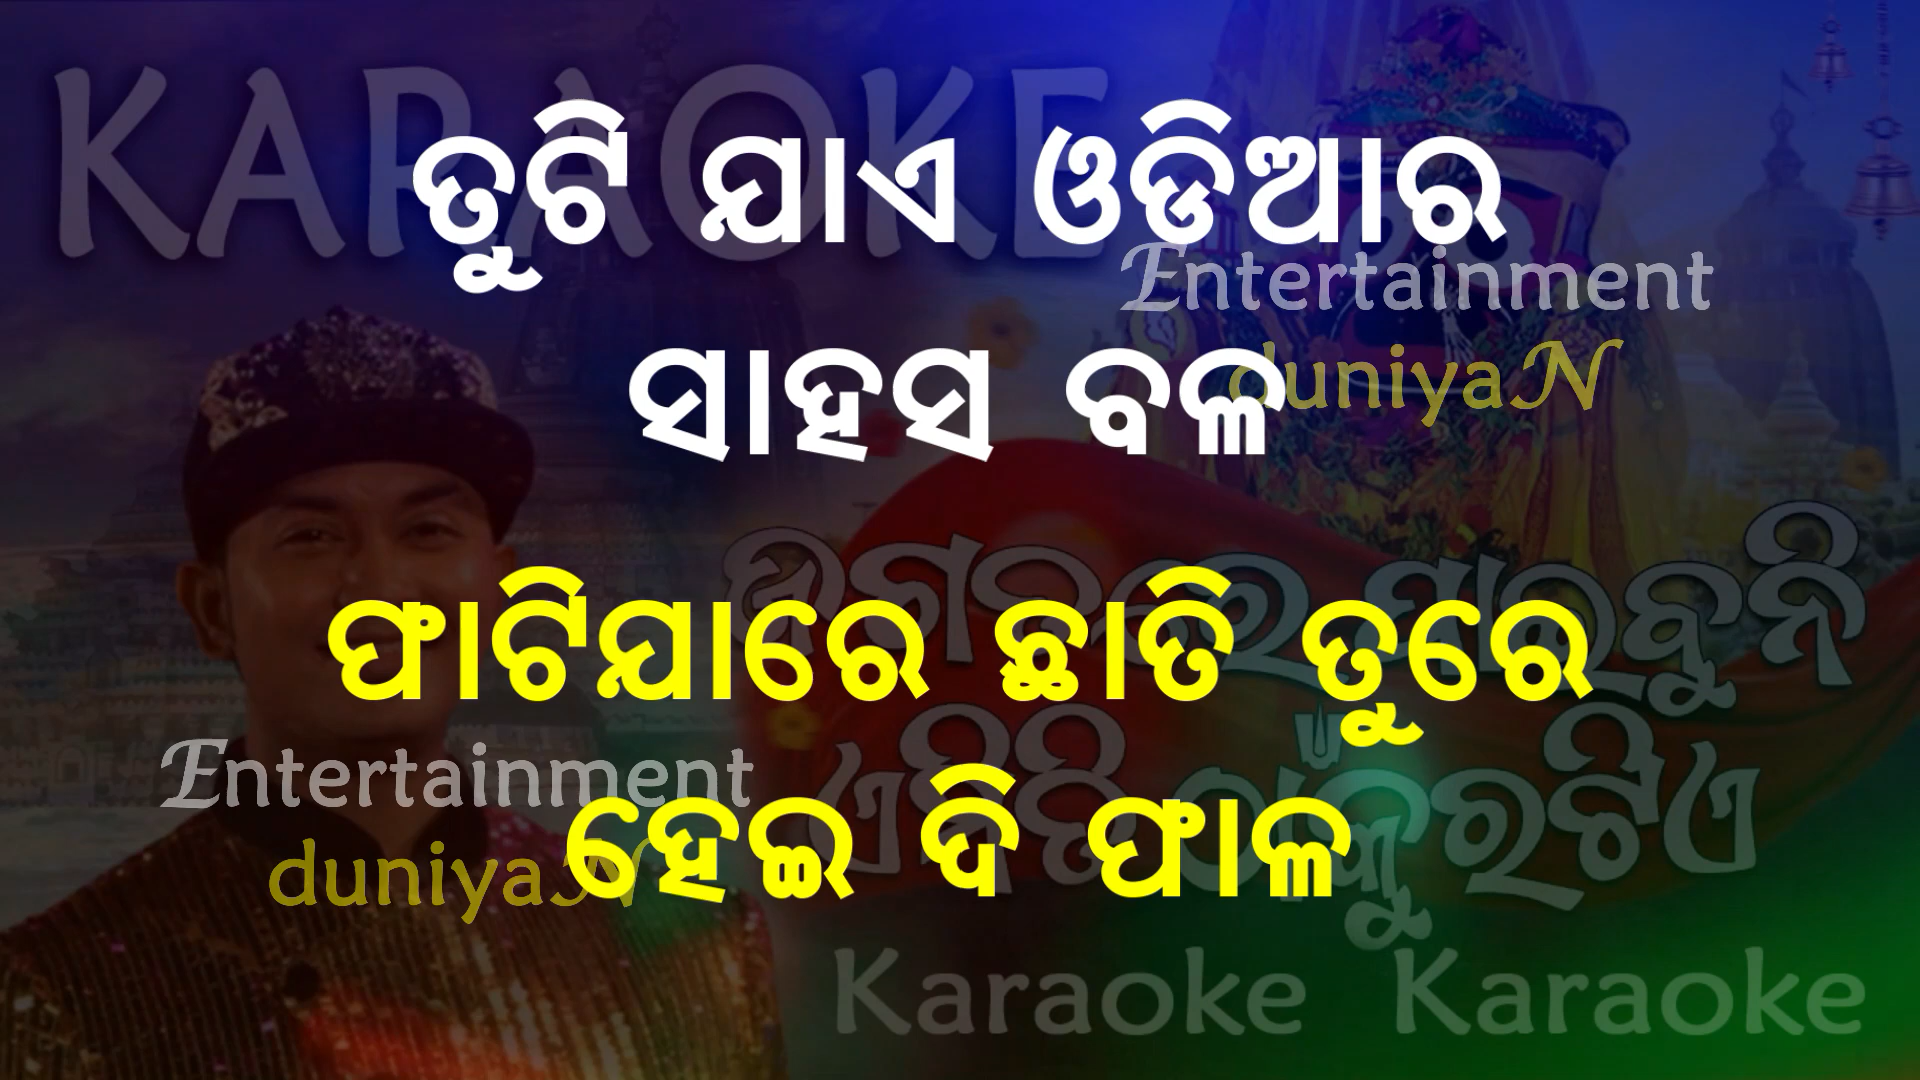 KARAOKE
ତୁଟି ଯାଏ ଓଡିଆର
Entertainment
duniyaN
ସାହସ ବଳ
ଫାଟିଯାରେ ଛାତି ତୁରେ
Entertainment
duniyaN
ହେଇ ଦି ଫାଳ
Karaoke Karaoke